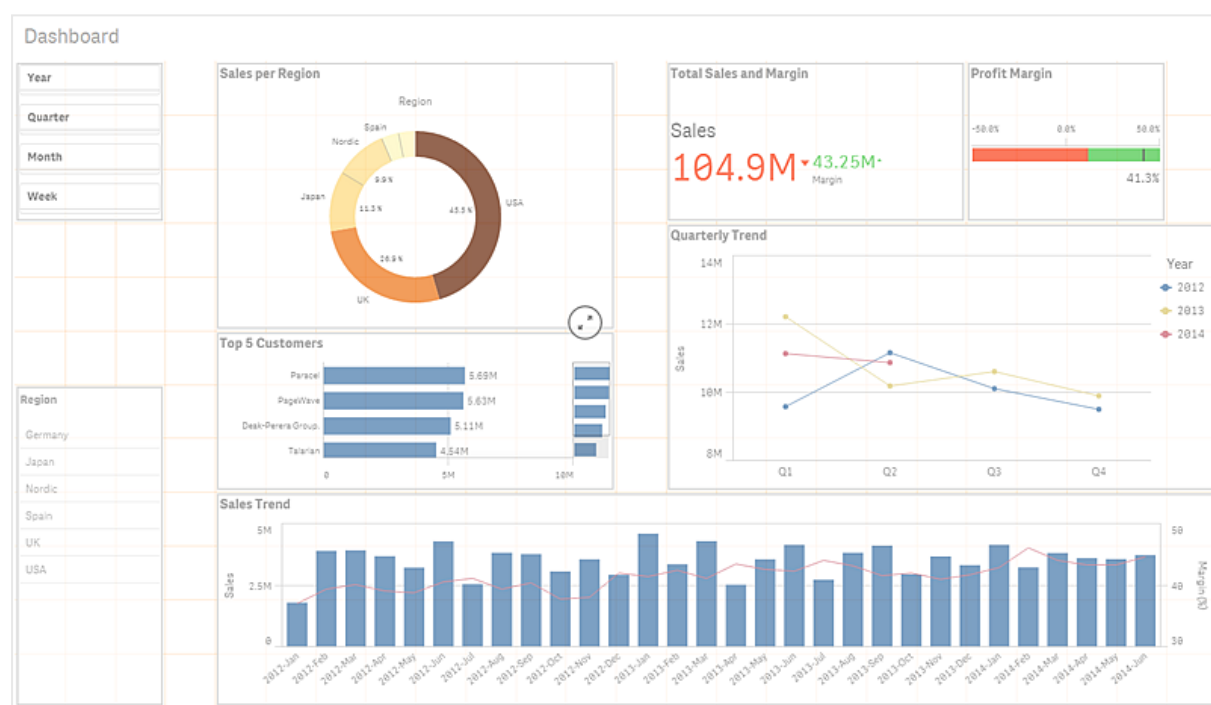 Dashboard
Year
Quarter
Month
Week
Region
Germany
Japan
Nordic
Spain
UK
USA
Sales per Region
Region
Spain
Nordic
Japan
USA
UK
9.9%
11.3%
45.5%
26.9%
Top 5 Customers
Paracel 5.69M
PageWave 5.63M
Deak-Perera Group. 5.11M
Talarian 4.54M
0 5M 10M
Total Sales and Margin
Sales
104.9M 43.25M
Margin
Profit Margin
-50.0% 0.0% 50.0%
41.3%
Quarterly Trend
14M
12M
10M
8M
Sales
Q1 Q2 Q3 Q4
Year
2012
2013
2014
Sales Trend
5M
2.5M
0
Sales
50
40
30
Margin (%)
2012-Jan 2012-Feb 2012-Mar 2012-Apr 2012-May 2012-Jun 2012-Jul 2012-Aug 2012-Sep 2012-Oct 2012-Nov 2012-Dec 2013-Jan 2013-Feb 2013-Mar 2013-Apr 2013-May 2013-Jun 2013-Jul 2013-Aug 2013-Sep 2013-Oct 2013-Nov 2013-Dec 2014-Jan 2014-Feb 2014-Mar 2014-Apr 2014-May 2014-Jun